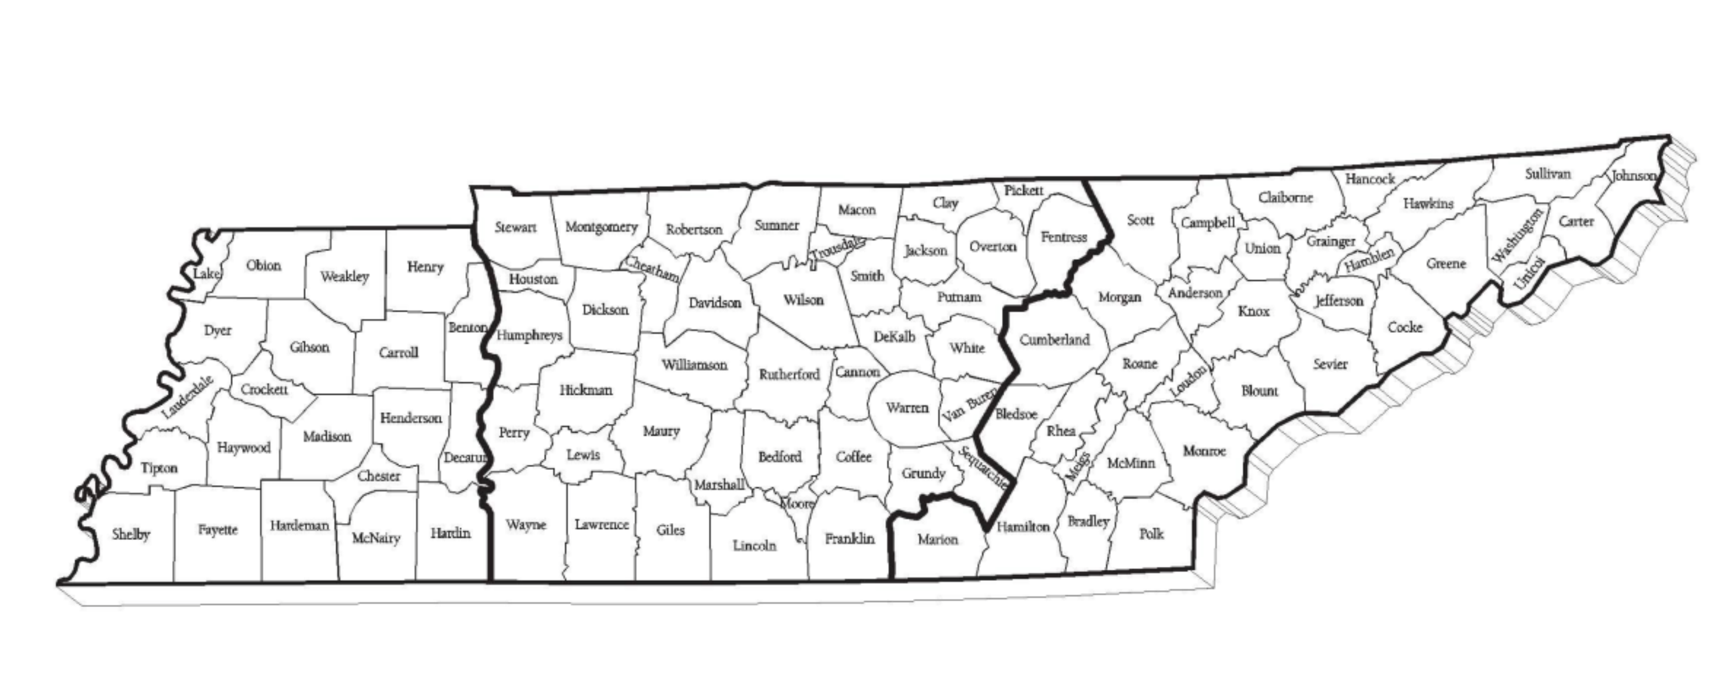 Lake
Obion
Weakley
Henry
Dyer
Gibson
Carroll
Benton
Lauderdale
Crockett
Haywood
Madison
Henderson
Decatur
Tipton
Chester
Shelby
Fayette
Hardeman
McNairy
Hardin
Stewart
Montgomery
Robertson
Sumner
Macon
Clay
Pickett
Trousdale
Jackson
Overton
Fentress
Houston
Cheatham
Smith
Dickson
Davidson
Wilson
Putnam
Humphreys
DeKalb
White
Williamson
Rutherford
Cannon
Hickman
Warren
Van Buren
Perry
Maury
Lewis
Bedford
Coffee
Grundy
Sequatchie
Marshall
Moore
Wayne
Lawrence
Giles
Lincoln
Franklin
Scott
Campbell
Claiborne
Hancock
Hawkins
Sullivan
Johnson
Union
Grainger
Hamblen
Greene
Washington
Carter
Unicoi
Morgan
Anderson
Knox
Jefferson
Cocke
Cumberland
Roane
Loudon
Blount
Sevier
Bledsoe
Rhea
Meigs
McMinn
Monroe
Marion
Hamilton
Bradley
Polk